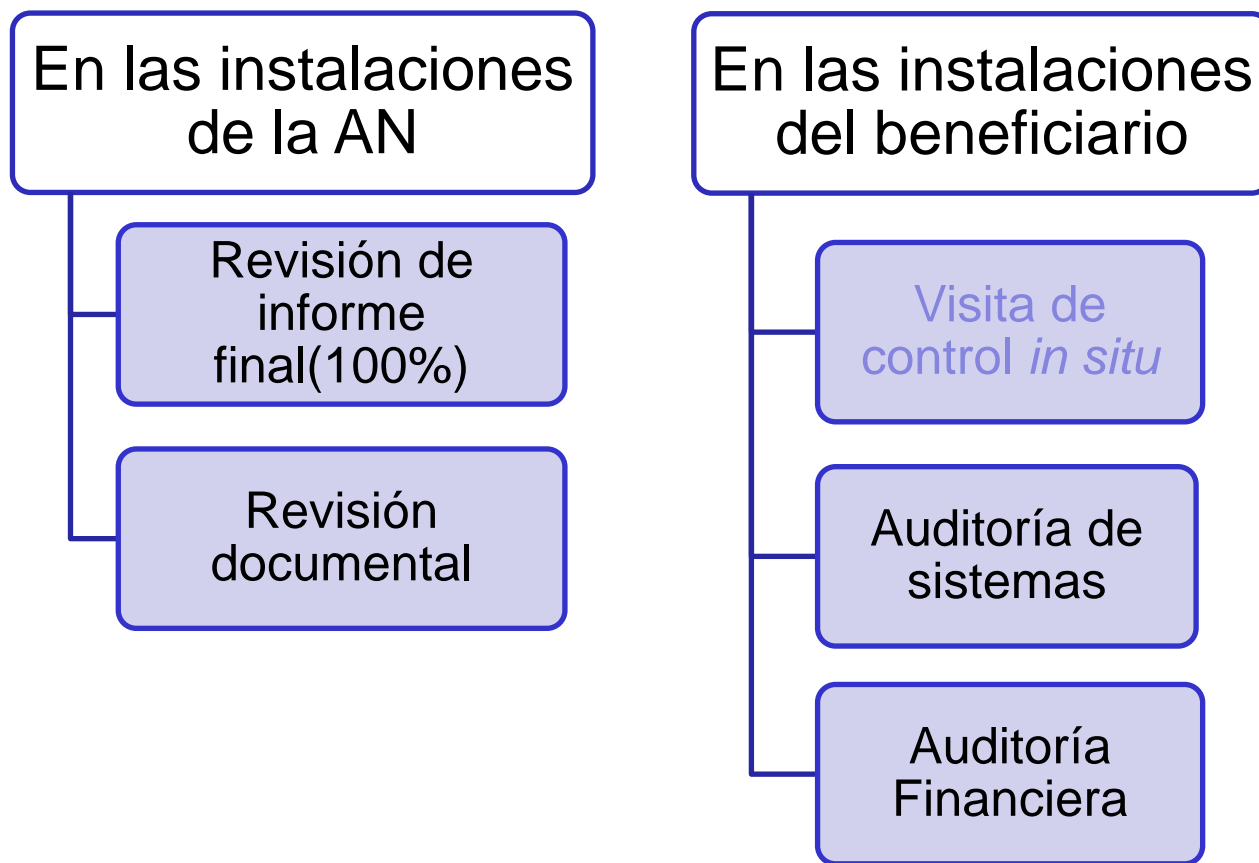 En las instalaciones
de la AN
Revisión de
informe
final(100%)
Revisión
documental
En las instalaciones
del beneficiario
Visita de
control in situ
Auditoría de
sistemas
Auditoría
Financiera